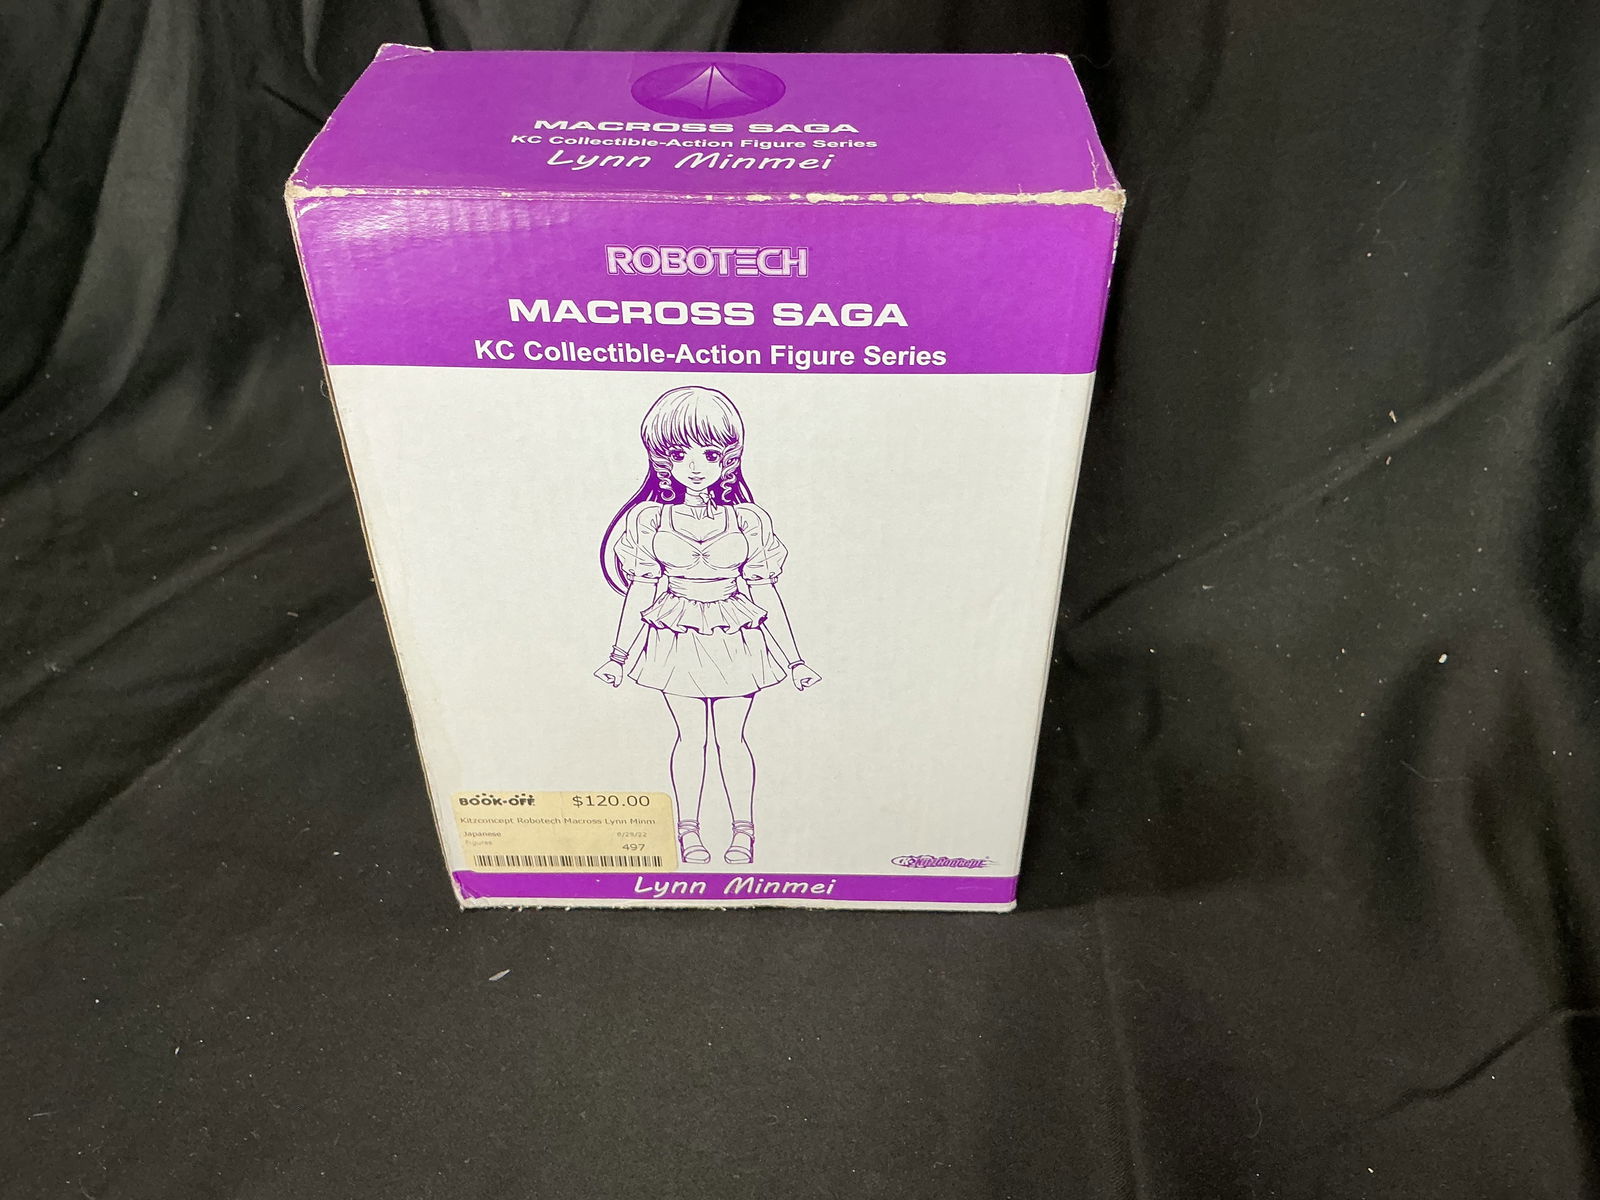 MACROSS SAGA
KC Collectible-Action Figure Series
Lynn Minmei
ROBOTECH
MACROSS SAGA
KC Collectible-Action Figure Series
BOOK-OFF $120.00
Kitzconcept Robotech Macross Lynn Minm
Japanese 8/29/22
Figures 497
KitzConcept
Lynn Minmei